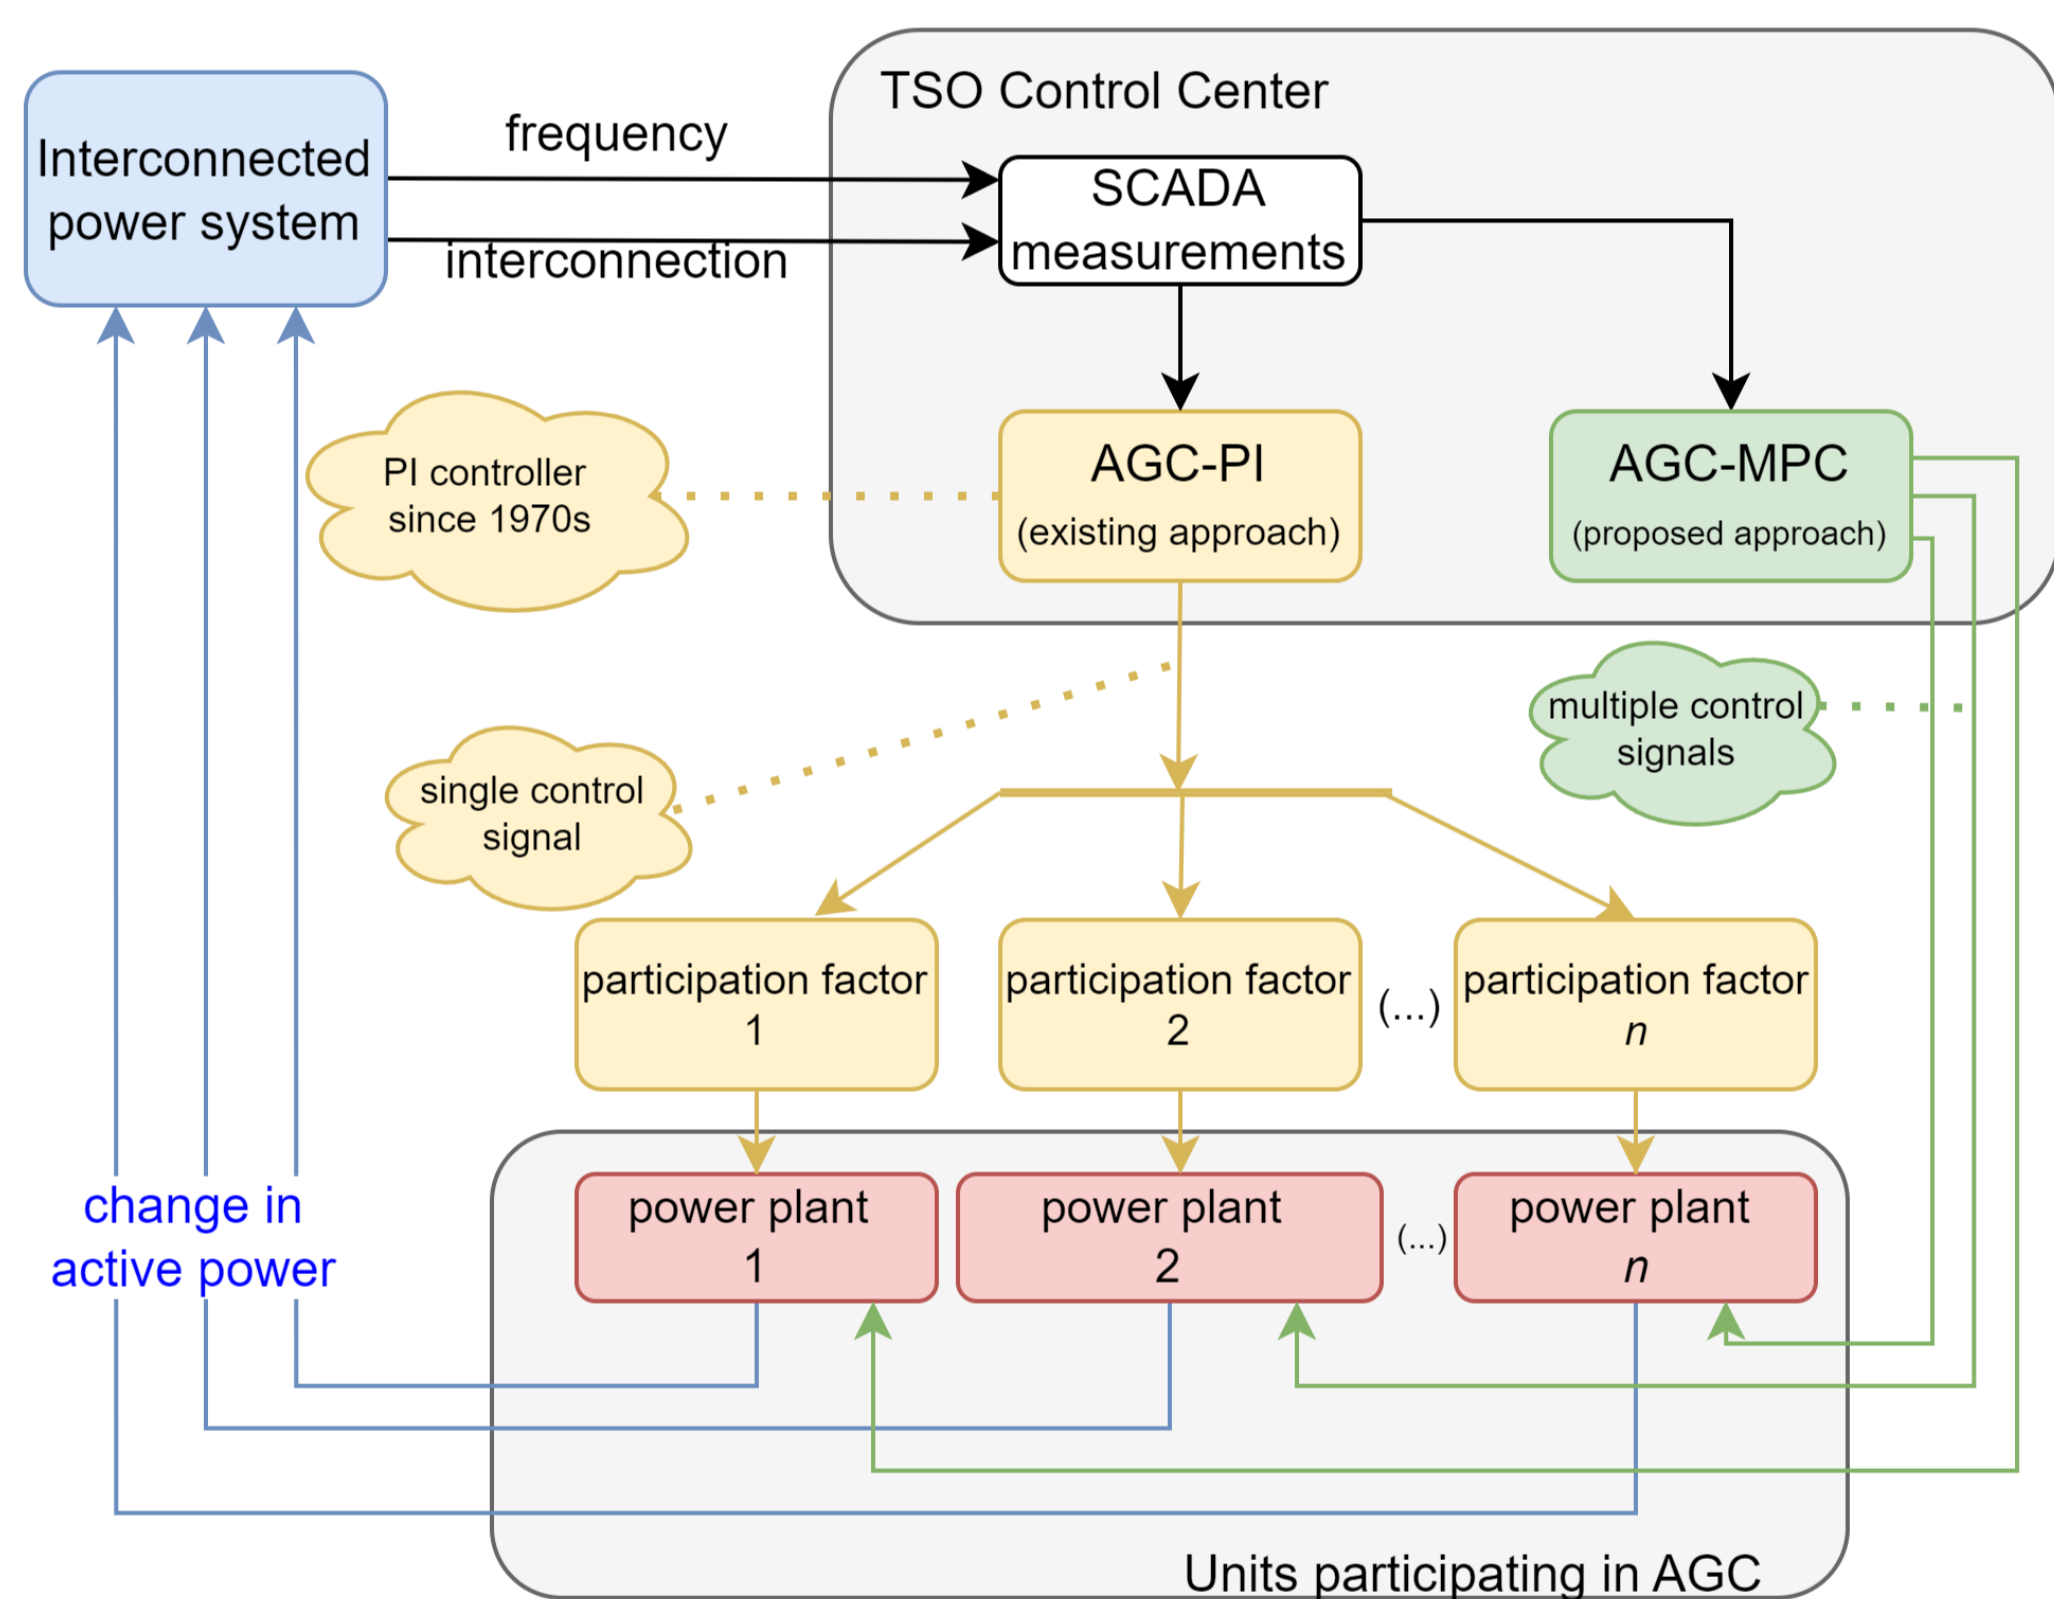 TSO Control Center
frequency
Interconnected
power system
SCADA
measurements
interconnection
AGC-PI
(existing approach)
AGC-MPC
(proposed approach)
PI controller
since 1970s
multiple control
signals
single control
signal
participation factor
1
participation factor
2
(...)
participation factor
n
change in
active power
power plant
1
power plant
2
(...)
power plant
n
Units participating in AGC